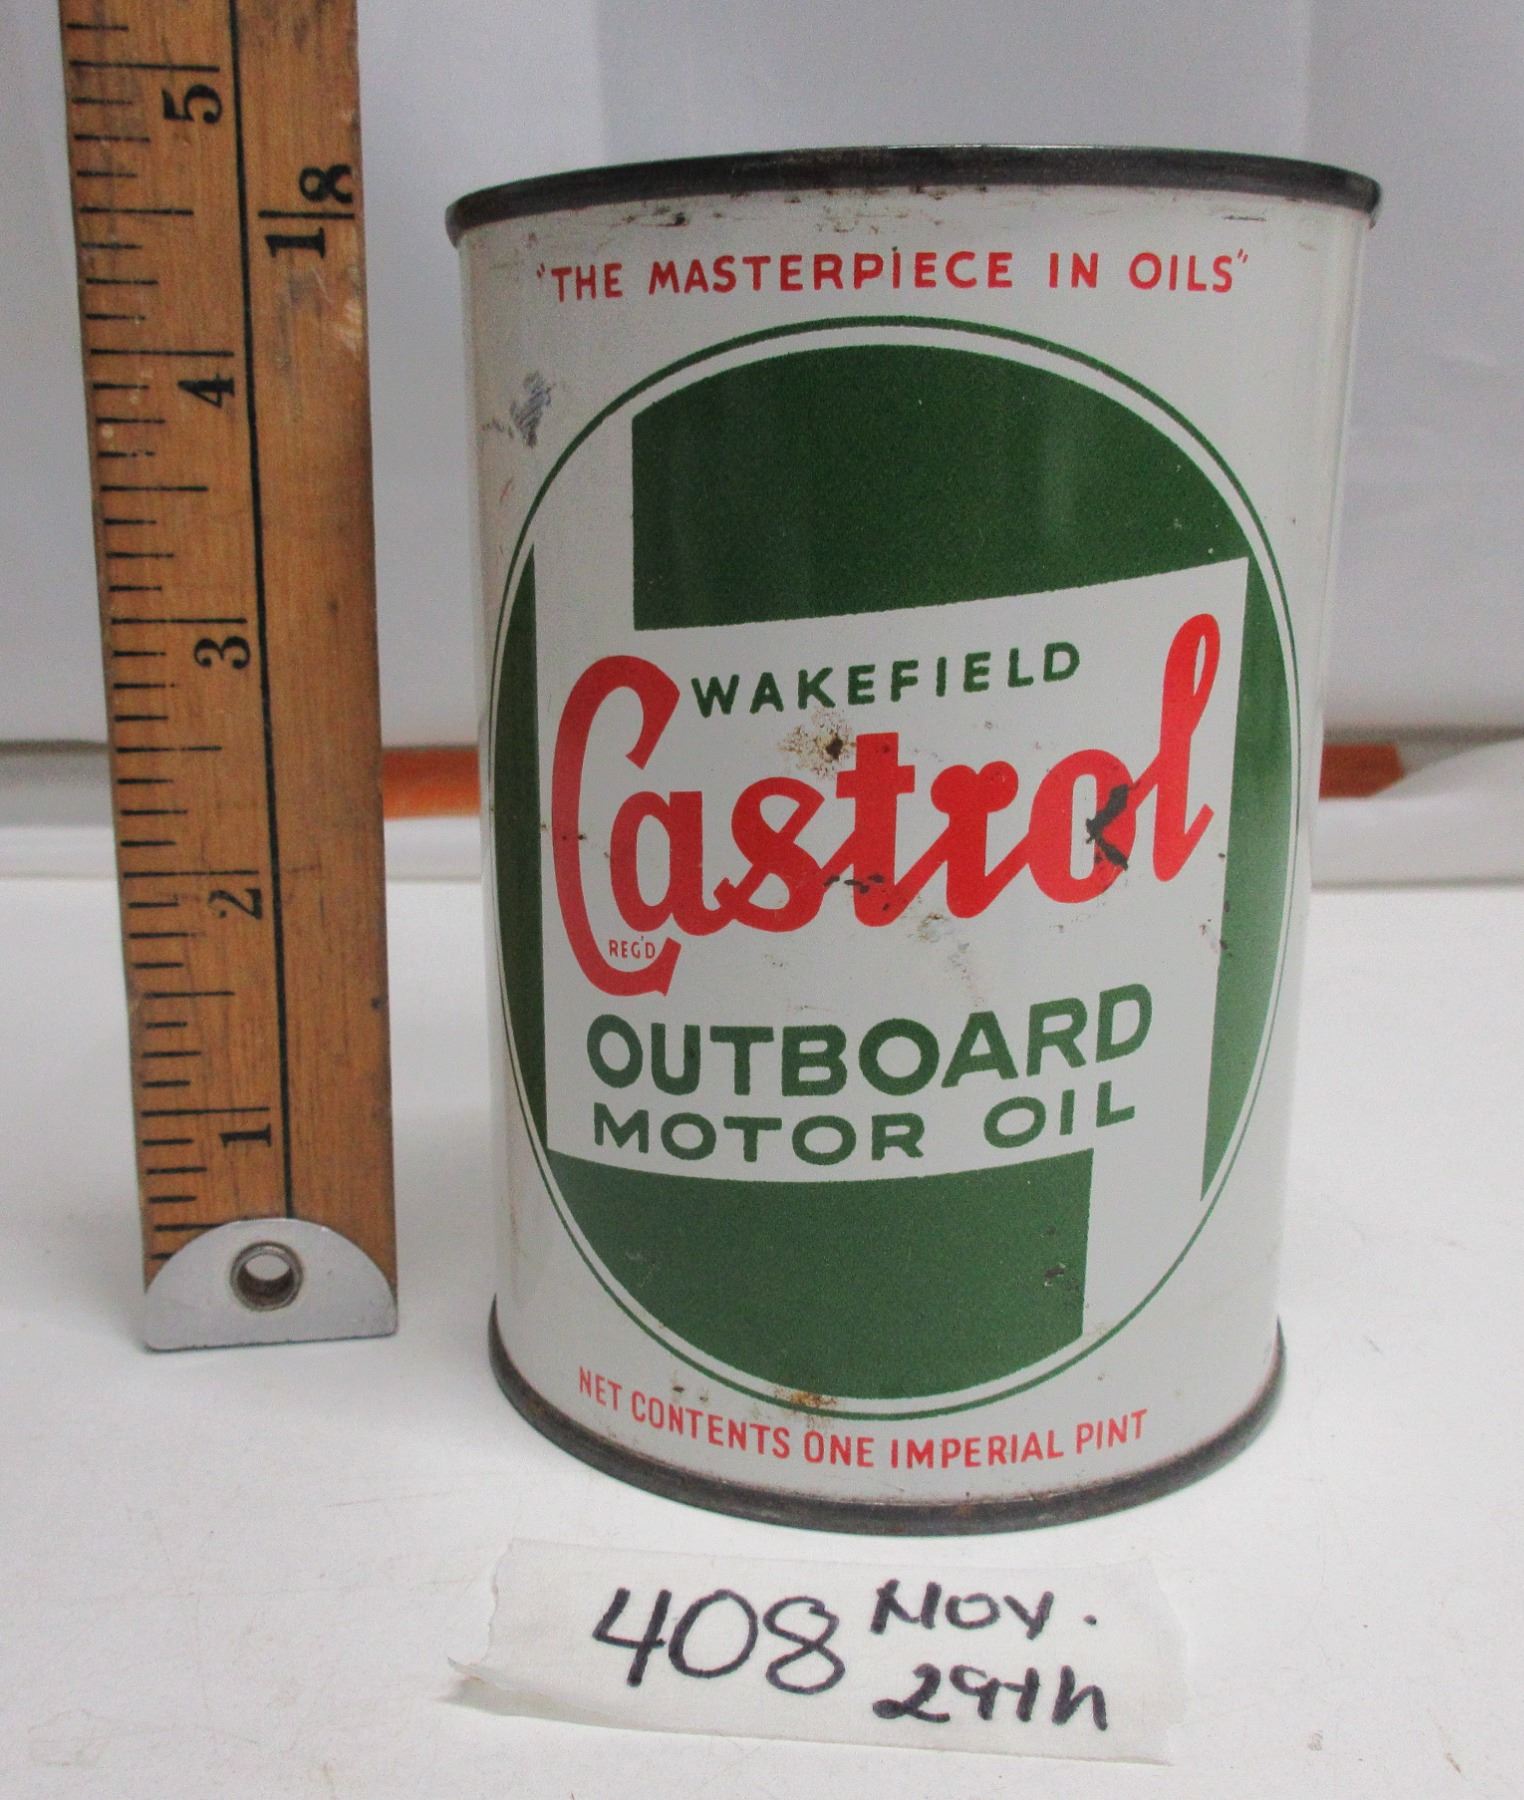 5
1|8
4
3
2
1
"THE MASTERPIECE IN OILS"
WAKEFIELD
Castrol
REG'D
OUTBOARD
MOTOR OIL
NET CONTENTS ONE IMPERIAL PINT
408 Nov.
29th